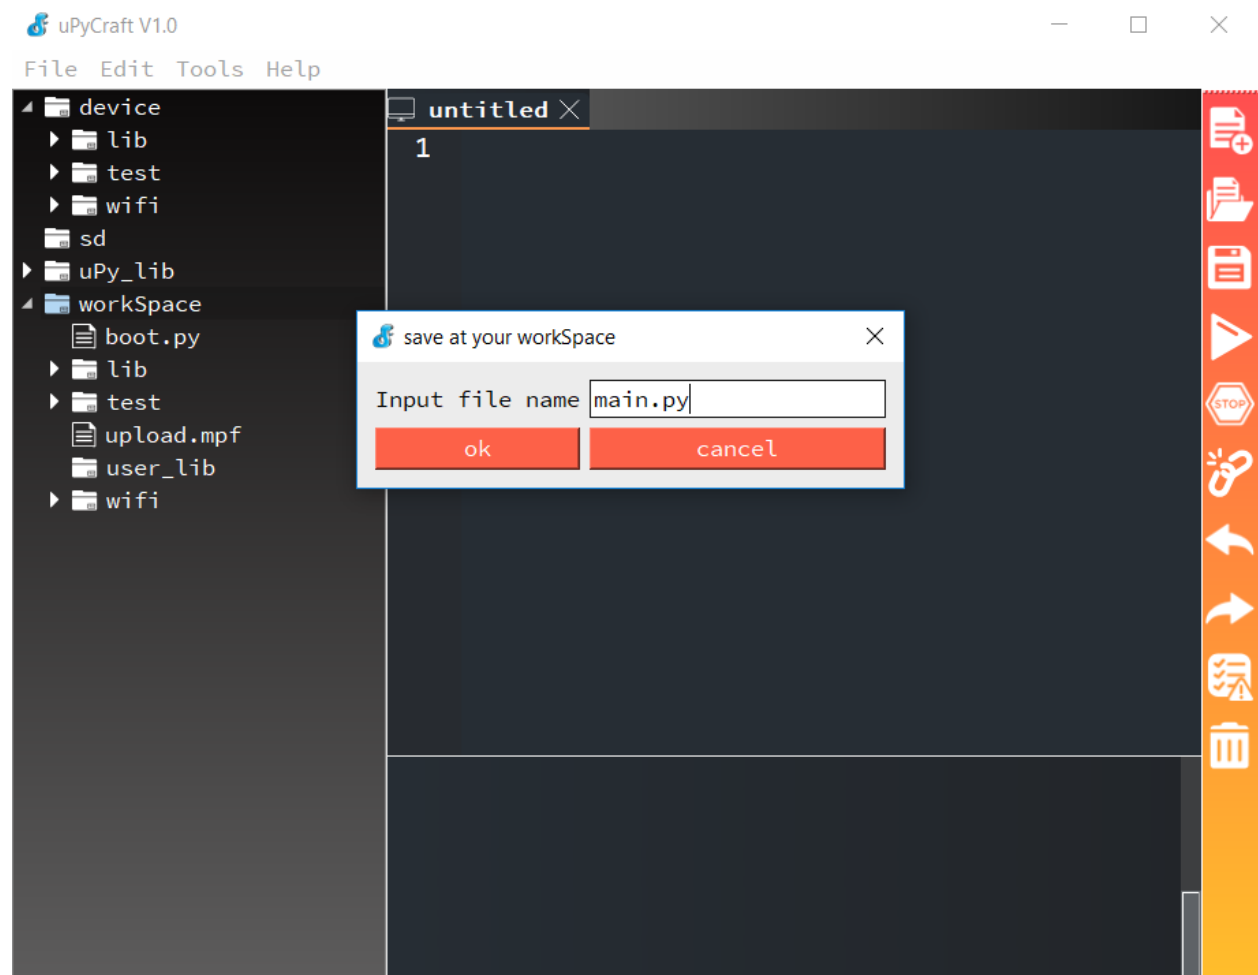 uPyCraft V1.0
File Edit Tools Help
device
lib
test
wifi
sd
uPy_lib
workSpace
boot.py
lib
test
upload.mpf
user_lib
wifi
untitled
1
save at your workSpace
Input file name main.py
ok cancel
STOP